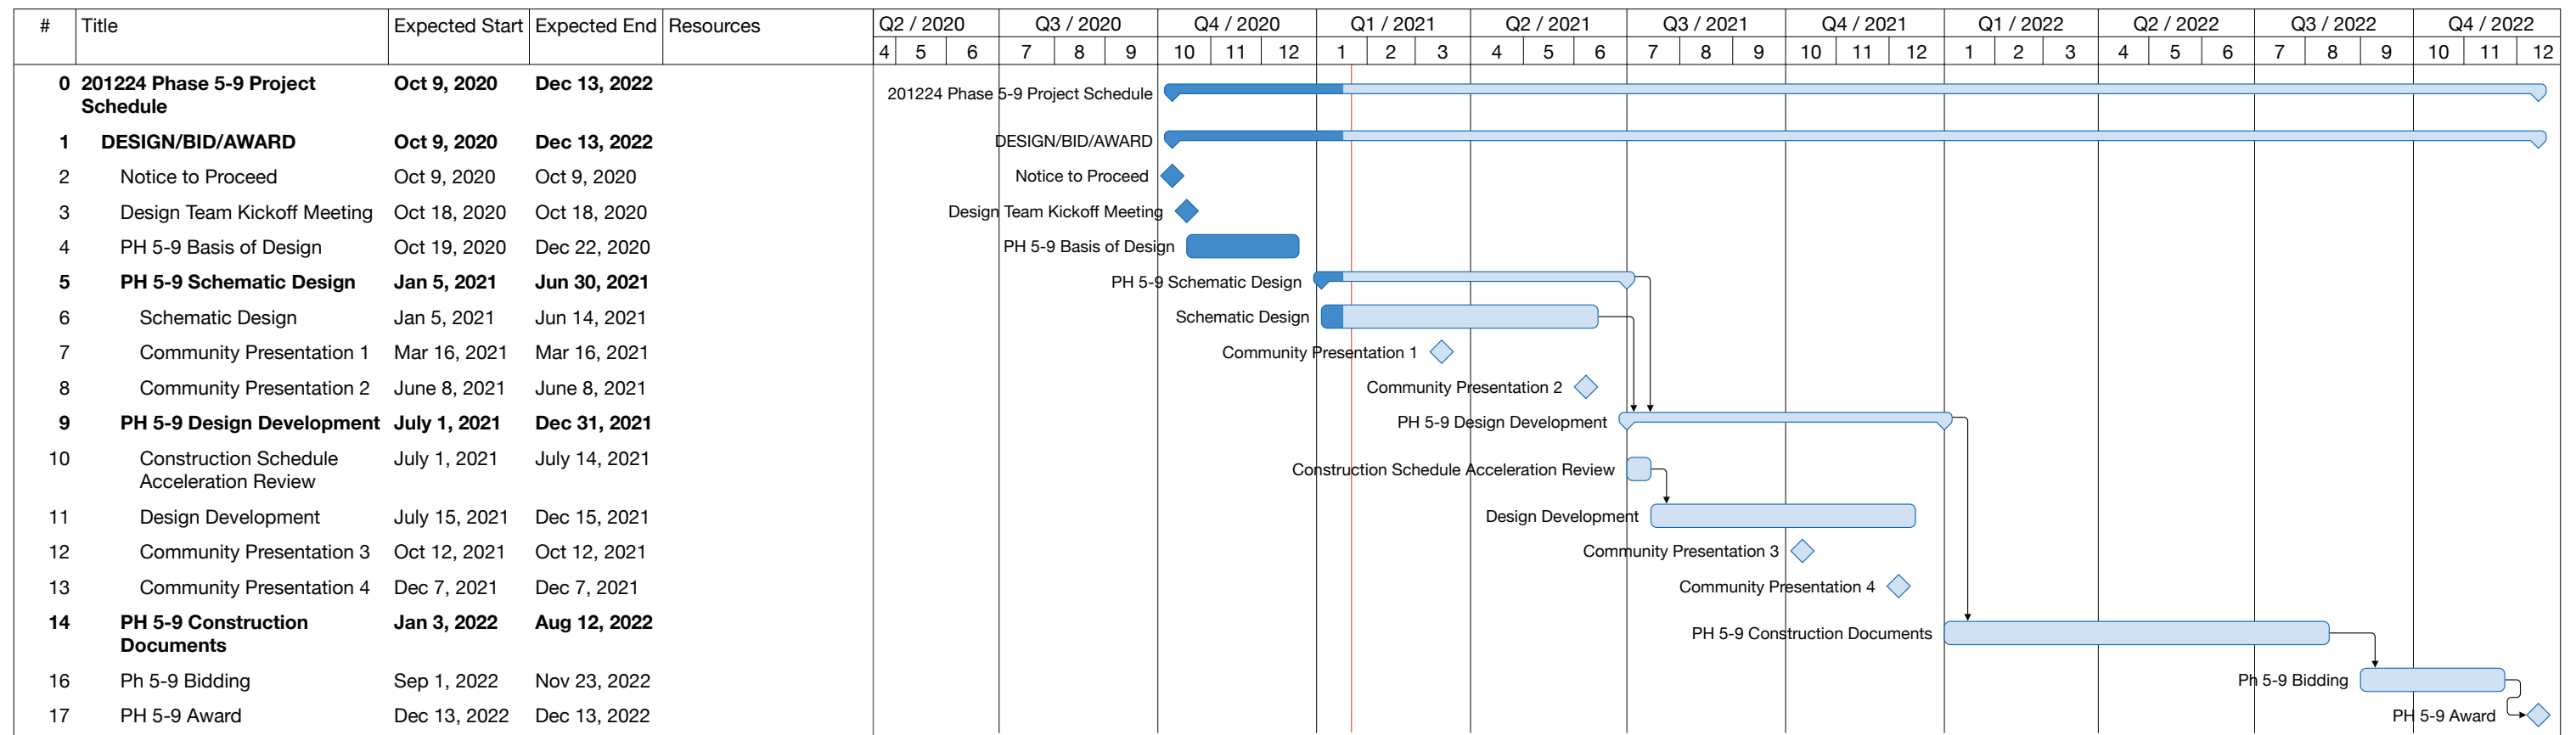 # Title Expected Start Expected End Resources Q2 / 2020 Q3 / 2020 Q4 / 2020 Q1 / 2021 Q2 / 2021 Q3 / 2021 Q4 / 2021 Q1 / 2022 Q2 / 2022 Q3 / 2022 Q4 / 2022
4 5 6 7 8 9 10 11 12 1 2 3 4 5 6 7 8 9 10 11 12 1 2 3 4 5 6 7 8 9 10 11 12
0 201224 Phase 5-9 Project Oct 9, 2020 Dec 13, 2022
Schedule
201224 Phase 5-9 Project Schedule
1 DESIGN/BID/AWARD Oct 9, 2020 Dec 13, 2022 DESIGN/BID/AWARD
2 Notice to Proceed Oct 9, 2020 Oct 9, 2020 Notice to Proceed
3 Design Team Kickoff Meeting Oct 18, 2020 Oct 18, 2020 Design Team Kickoff Meeting
4 PH 5-9 Basis of Design Oct 19, 2020 Dec 22, 2020 PH 5-9 Basis of Design
5 PH 5-9 Schematic Design Jan 5, 2021 Jun 30, 2021 PH 5-9 Schematic Design
6 Schematic Design Jan 5, 2021 Jun 14, 2021 Schematic Design
7 Community Presentation 1 Mar 16, 2021 Mar 16, 2021 Community Presentation 1
8 Community Presentation 2 June 8, 2021 June 8, 2021 Community Presentation 2
9 PH 5-9 Design Development July 1, 2021 Dec 31, 2021 PH 5-9 Design Development
10 Construction Schedule July 1, 2021 July 14, 2021
Acceleration Review
Construction Schedule Acceleration Review
11 Design Development July 15, 2021 Dec 15, 2021 Design Development
12 Community Presentation 3 Oct 12, 2021 Oct 12, 2021 Community Presentation 3
13 Community Presentation 4 Dec 7, 2021 Dec 7, 2021 Community Presentation 4
14 PH 5-9 Construction Jan 3, 2022 Aug 12, 2022
Documents
PH 5-9 Construction Documents
16 Ph 5-9 Bidding Sep 1, 2022 Nov 23, 2022 Ph 5-9 Bidding
17 PH 5-9 Award Dec 13, 2022 Dec 13, 2022 PH 5-9 Award